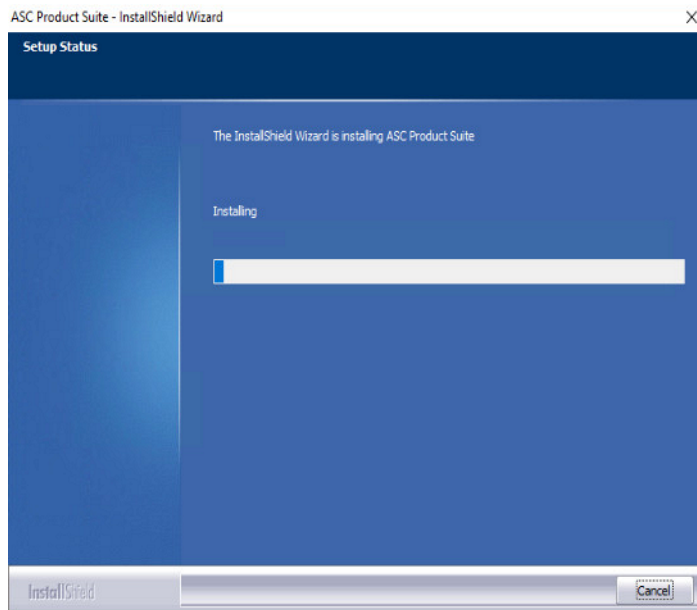 ASC Product Suite - InstallShield Wizard
Setup Status
The InstallShield Wizard is installing ASC Product Suite
Installing
InstallShield
Cancel